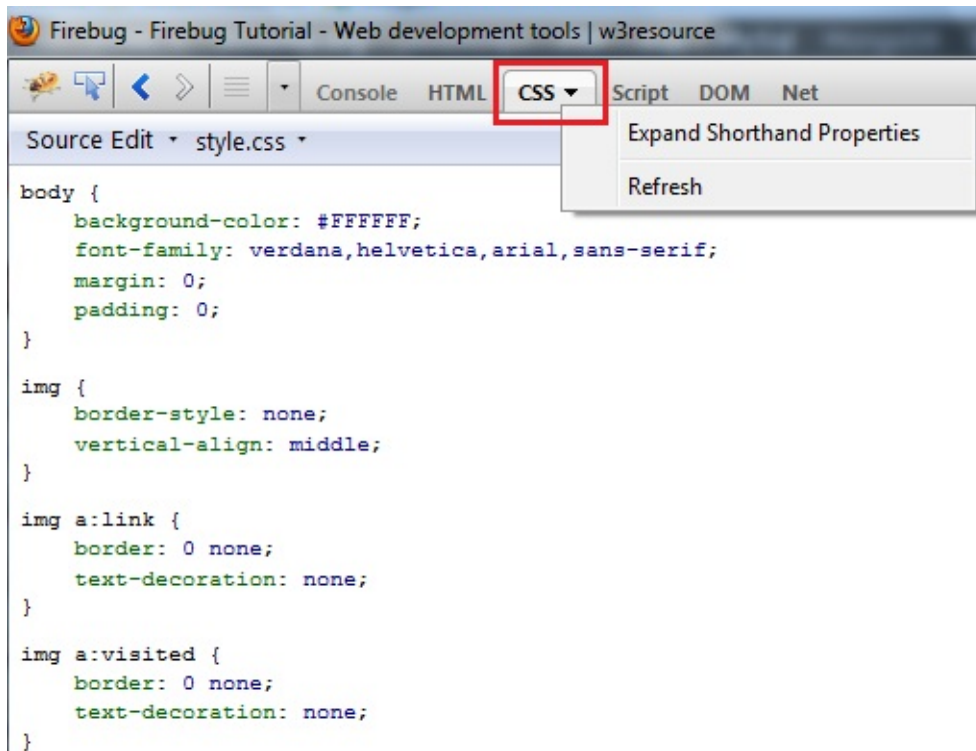 Firebug - Firebug Tutorial - Web development tools | w3resource
Console HTML CSS Script DOM Net
Expand Shorthand Properties
Refresh
Source Edit style.css
body {
    background-color: #FFFFFF;
    font-family: verdana,helvetica,arial,sans-serif;
    margin: 0;
    padding: 0;
}
img {
    border-style: none;
    vertical-align: middle;
}
img a:link {
    border: 0 none;
    text-decoration: none;
}
img a:visited {
    border: 0 none;
    text-decoration: none;
}